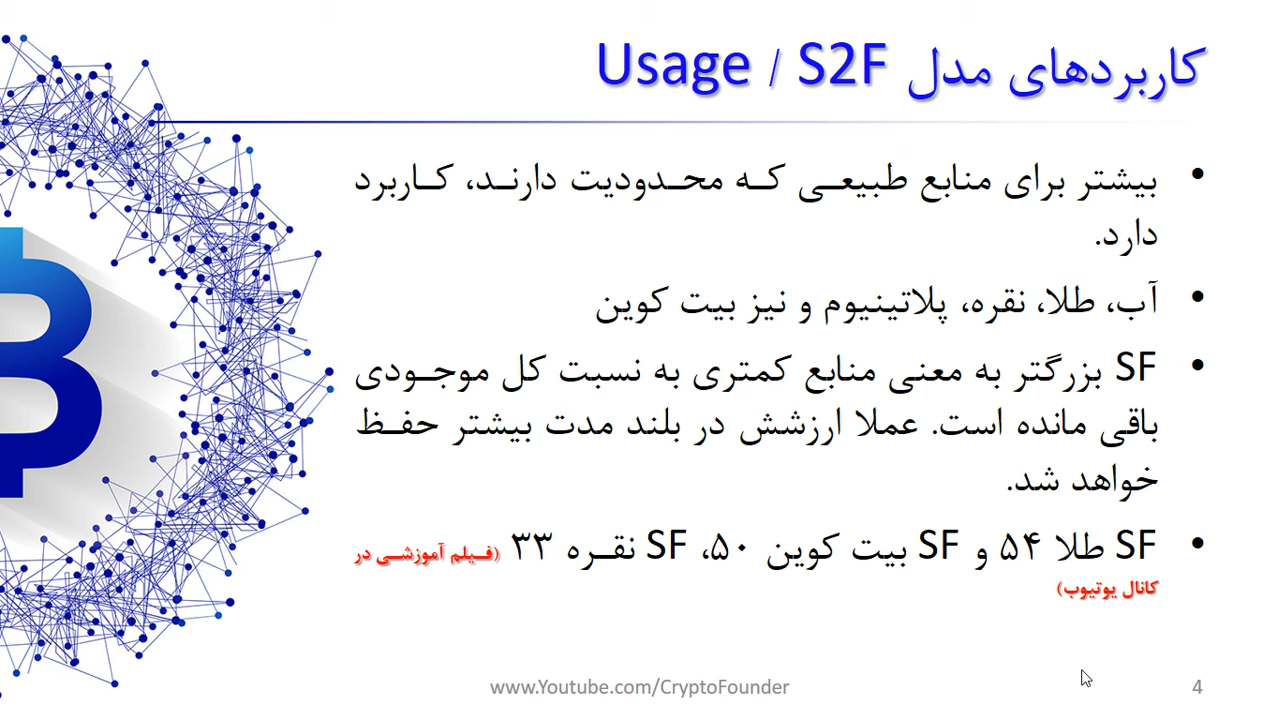 کاربردهای مدل Usage / S2F
• بیشتر برای منابع طبیعی که محدودیت دارند، کاربرد
دارد.
• آب، طلا، نقره، پلاتینیوم و نیز بیت کوین
• SF بزرگتر به معنی منابع کمتری به نسبت کل موجودی
باقی مانده است. عملا ارزشش در بلند مدت بیشتر حفظ
خواهد شد.
• SF طلا ۵۴ و SF بیت کوین ۵۰، SF نقره ۳۳ (فیلم آموزشی در
کانال یوتیوب)
www.Youtube.com/CryptoFounder
4